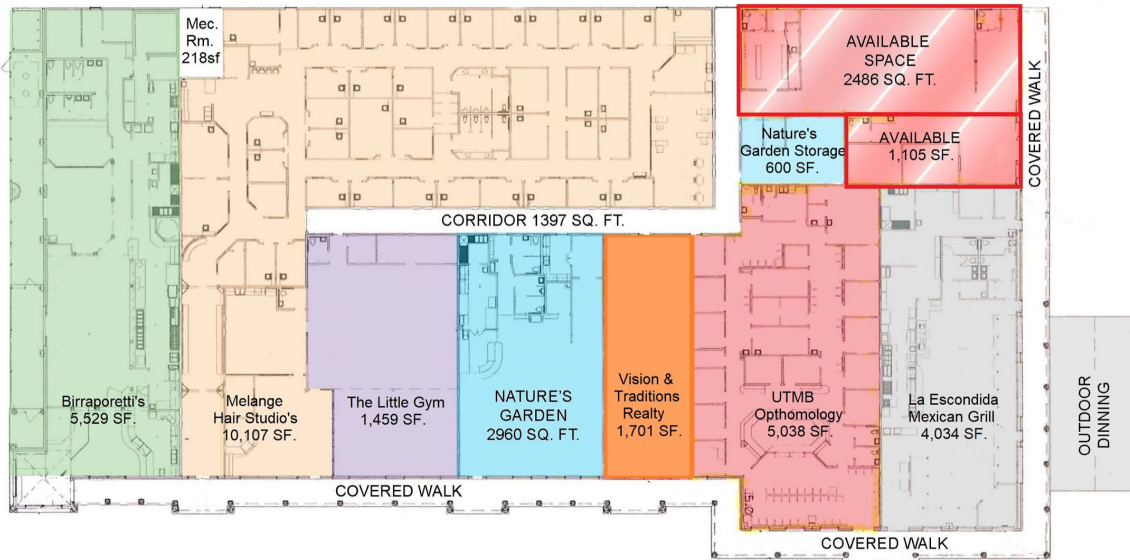 Mec.
Rm.
218sf
AVAILABLE
SPACE
2486 SQ. FT.
COVERED WALK
Nature's
Garden Storage
600 SF.
AVAILABLE
1,105 SF.
CORRIDOR 1397 SQ. FT.
Birraporetti's
5,529 SF.
Melange
Hair Studio's
10,107 SF.
The Little Gym
1,459 SF.
NATURE'S
GARDEN
2960 SQ. FT.
Vision &
Traditions
Realty
1,701 SF.
UTMB
Opthomology
5,038 SF.
La Escondida
Mexican Grill
4,034 SF.
OUTDOOR
DINNING
COVERED WALK
COVERED WALK